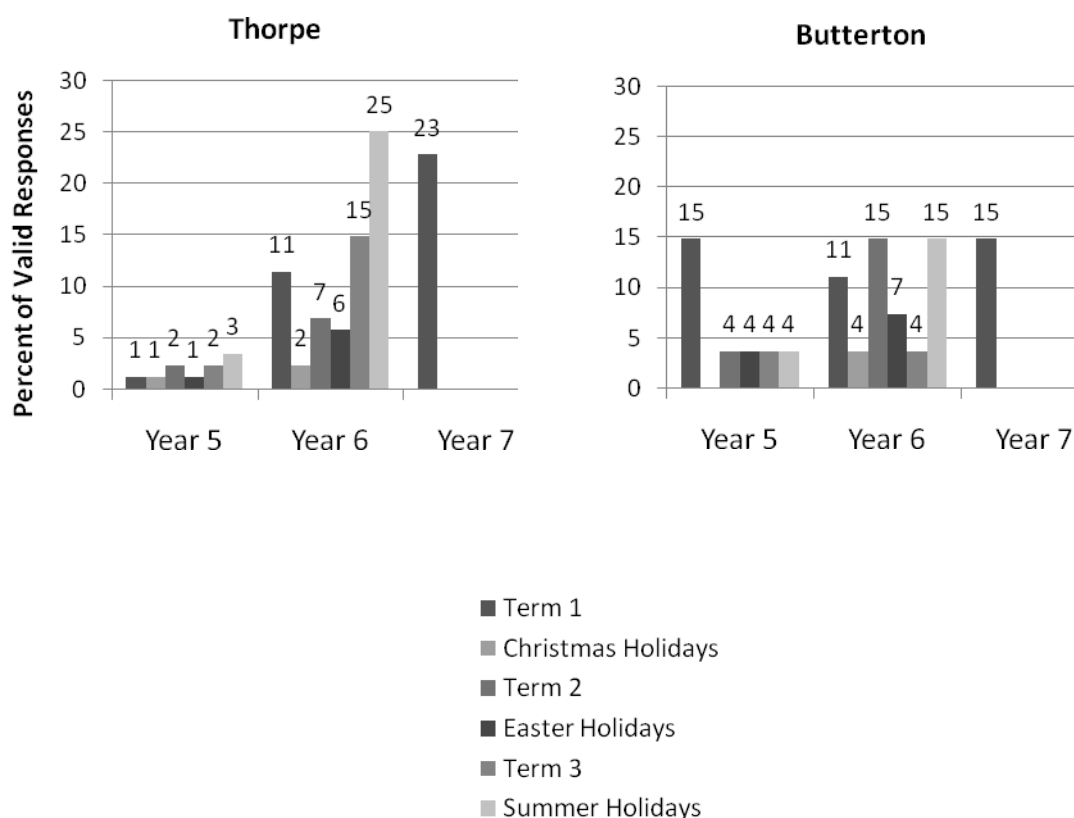 Thorpe
Percent of Valid Responses
30
25
20
15
10
5
0
1 1 2 1 2 3
11 2 7 6 15 25
23
Year 5 Year 6 Year 7
Butterton
30
25
20
15
10
5
0
15 4 4 4 4
11 4 15 7 4 15
15
Year 5 Year 6 Year 7
Term 1
Christmas Holidays
Term 2
Easter Holidays
Term 3
Summer Holidays